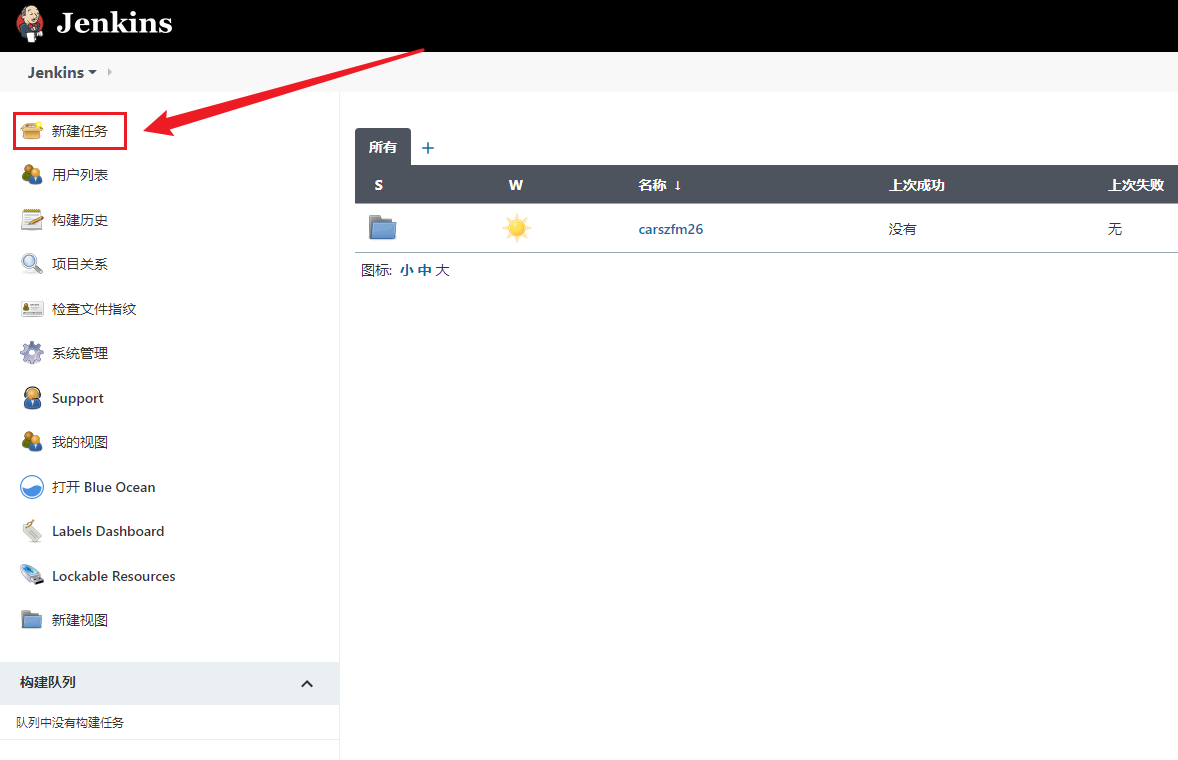 Jenkins
Jenkins
新建任务
用户列表
构建历史
项目关系
检查文件指纹
系统管理
Support
我的视图
打开 Blue Ocean
Labels Dashboard
Lockable Resources
新建视图
构建队列
队列中没有构建任务
所有 +
S W 名称 ↓ 上次成功 上次失败
carszfm26 没有 无
图标: 小 中 大